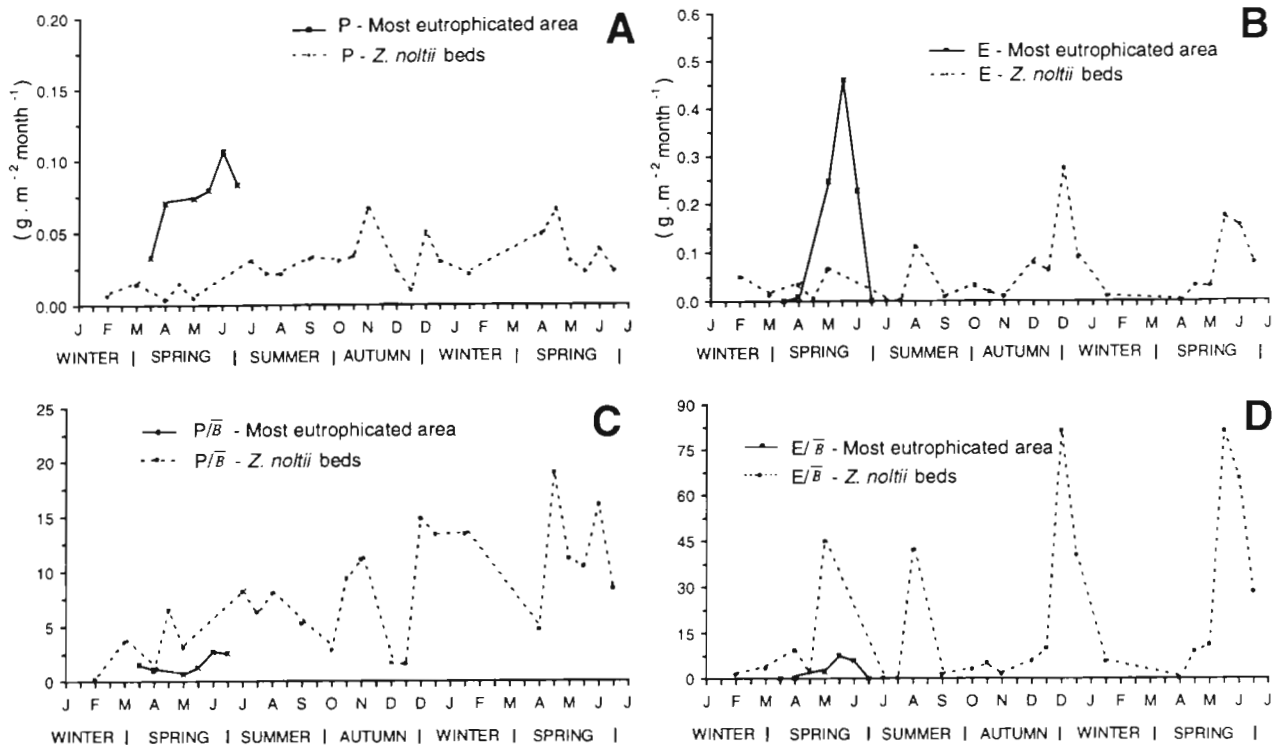 A
P - Most eutrophicated area
P - Z. noltii beds
(g . m⁻² month⁻¹)
0.20
0.15
0.10
0.05
0.00
J F M A M J J A S O N D D J F M A M J J
WINTER | SPRING | SUMMER | AUTUMN | WINTER | SPRING |
B
E - Most eutrophicated area
E - Z. noltii beds
(g . m⁻² month⁻¹)
0.6
0.5
0.4
0.3
0.2
0.1
0.0
J F M A M J J A S O N D D J F M A M J J
WINTER | SPRING | SUMMER | AUTUMN | WINTER | SPRING |
C
P/B̅ - Most eutrophicated area
P/B̅ - Z. noltii beds
25
20
15
10
5
0
J F M A M J J A S O N D D J F M A M J J
WINTER | SPRING | SUMMER | AUTUMN | WINTER | SPRING |
D
E/B̅ - Most eutrophicated area
E/B̅ - Z. noltii beds
90
75
60
45
30
15
0
J F M A M J J A S O N D D J F M A M J J
WINTER | SPRING | SUMMER | AUTUMN | WINTER | SPRING |